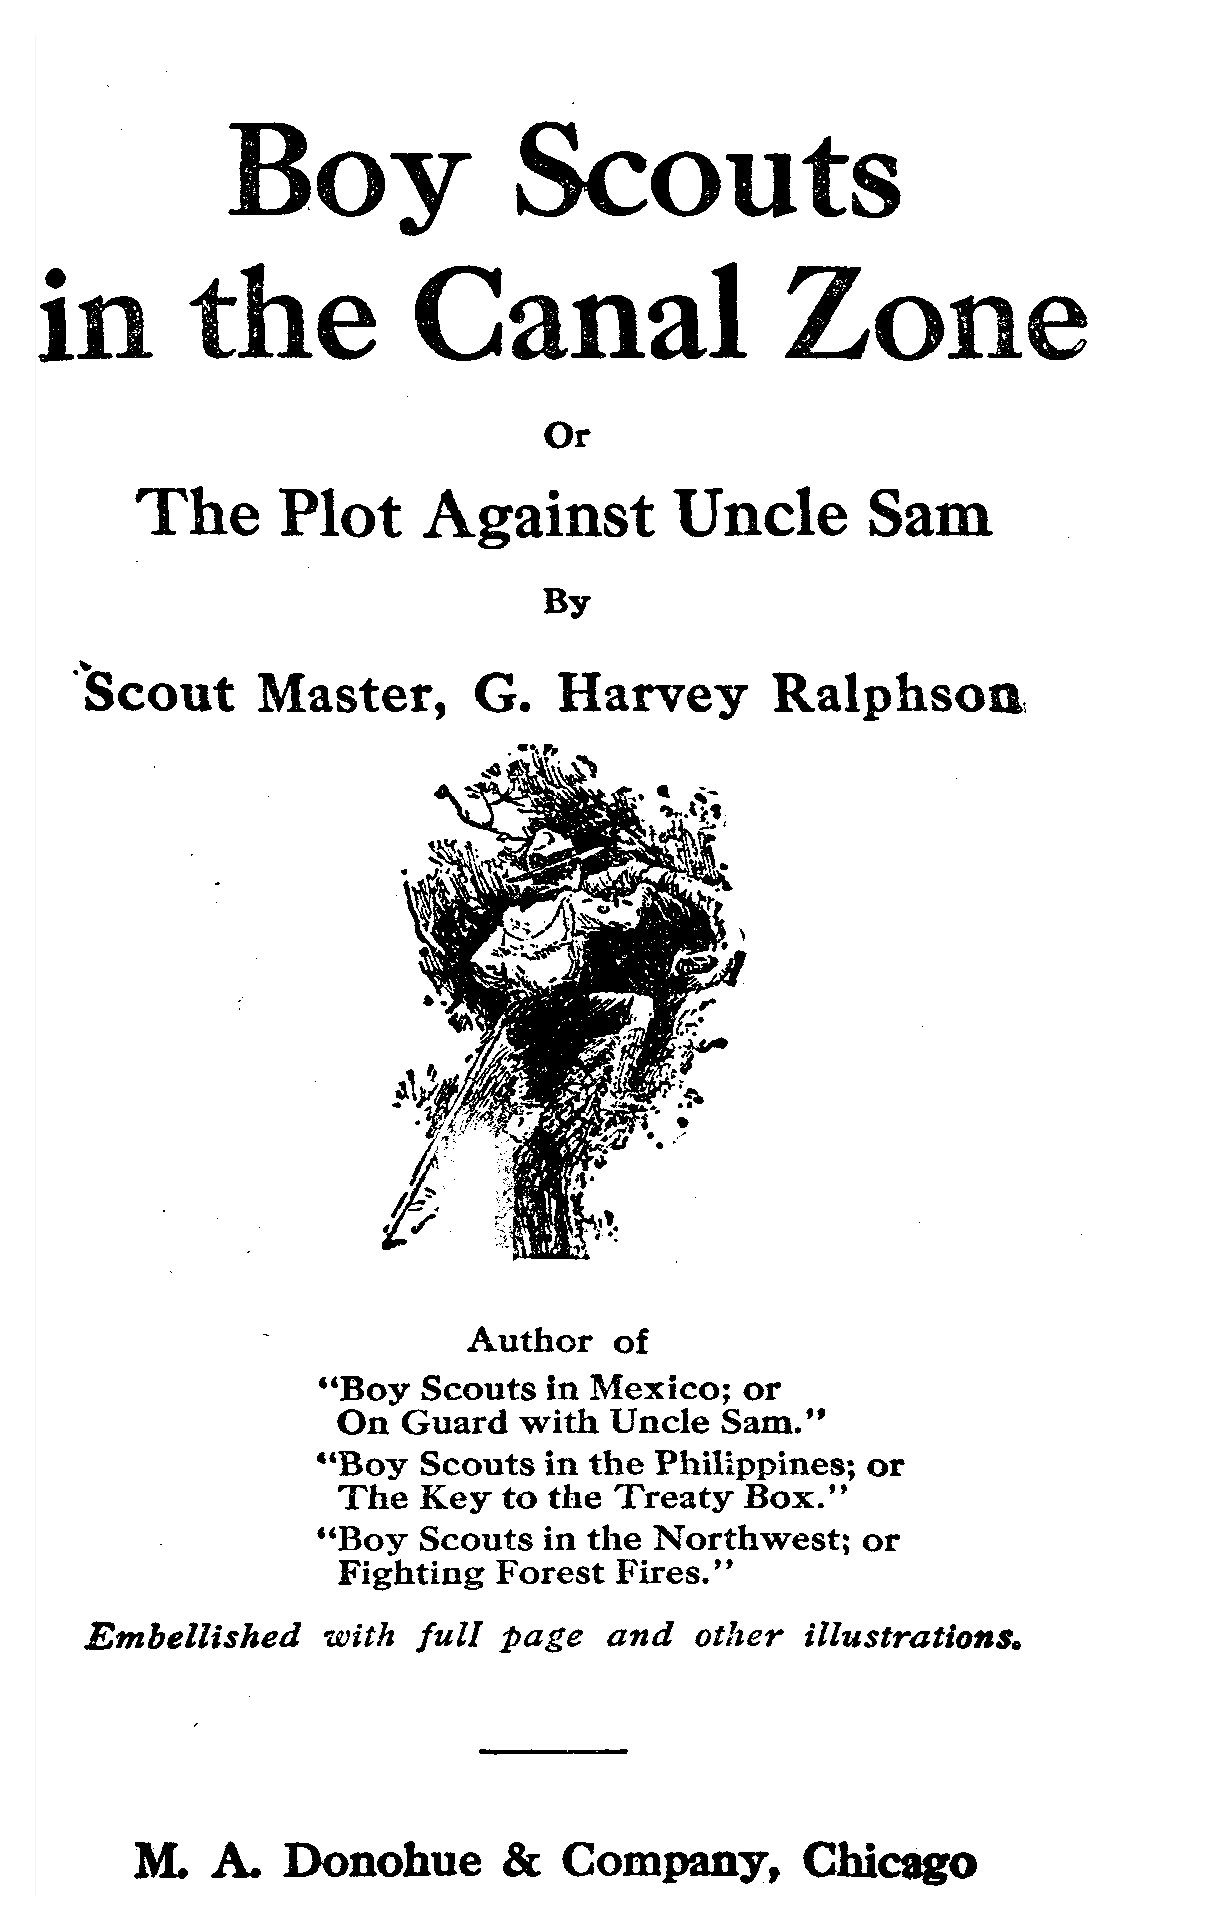 Boy Scouts
in the Canal Zone
Or
The Plot Against Uncle Sam
By
Scout Master, G. Harvey Ralphson
Author of
"Boy Scouts in Mexico; or
On Guard with Uncle Sam."
"Boy Scouts in the Philippines; or
The Key to the Treaty Box."
"Boy Scouts in the Northwest; or
Fighting Forest Fires."
Embellished with full page and other illustrations.
M. A. Donohue & Company, Chicago